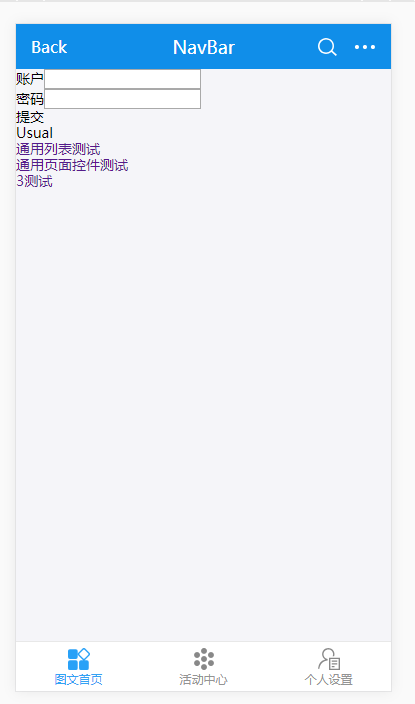 Back NavBar
账户
密码
提交
Usual
通用列表测试
通用页面控件测试
3测试
图文首页 活动中心 个人设置